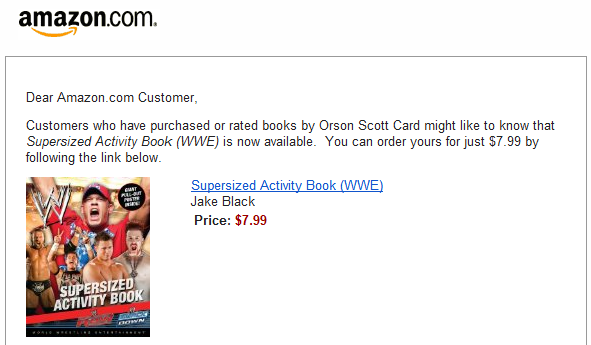 amazon.com.
Dear Amazon.com Customer,
Customers who have purchased or rated books by Orson Scott Card might like to know that
Supersized Activity Book (WWE) is now available.  You can order yours for just $7.99 by
following the link below.
Supersized Activity Book (WWE)
Jake Black
Price: $7.99
W
GIANT
PULL-OUT
POSTER
INSIDE!
SUPERSIZED
ACTIVITY BOOK
RAW
SMACK
DOWN
WORLD WRESTLING ENTERTAINMENT